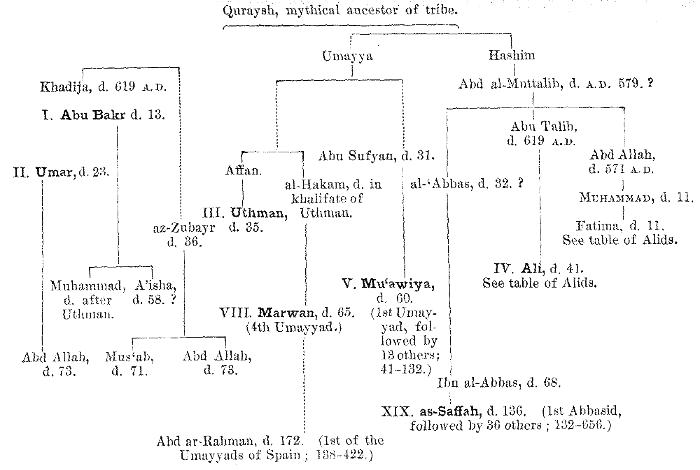 Quraysh, mythical ancestor of tribe.
Umayya
Hashim
Khadija, d. 619 A.D.
Abd al-Muttalib, d. A.D. 579. ?
I. Abu Bakr d. 13.
Abu Talib,
d. 619 A.D.
Abu Sufyan, d. 31.
Abd Allah,
d. 571 A.D.
II. Umar, d. 23.
Affan.
al-Hakam, d. in
khalifate of
Uthman.
al-‘Abbas, d. 32. ?
MUHAMMAD, d. 11.
III. Uthman,
d. 35.
az-Zubayr
d. 36.
Fatima, d. 11.
See table of Alids.
IV. Ali, d. 41.
See table of Alids.
Muhammad,
d. after
Uthman.
A’isha,
d. 58. ?
V. Mu‘awiya,
d. 60.
(1st Umay-
yad, fol-
lowed by
13 others;
41-132.)
VIII. Marwan, d. 65.
(4th Umayyad.)
Abd Allah,
d. 73.
Mus‘ab,
d. 71.
Abd Allah,
d. 73.
Ibn al-Abbas, d. 68.
XIX. as-Saffah, d. 136. (1st Abbasid,
followed by 36 others ; 132-656.)
Abd ar-Rahman, d. 172. (1st of the
Umayyads of Spain ; 138-422.)